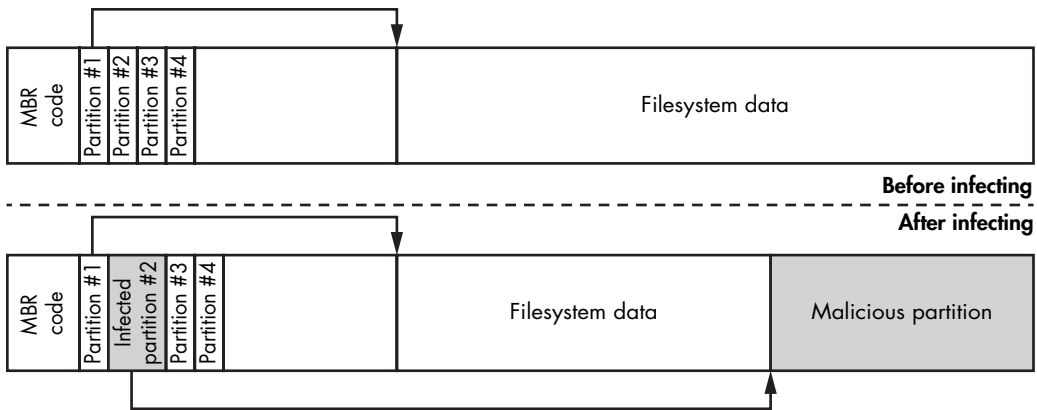 MBR
code
Partition #1
Partition #2
Partition #3
Partition #4
Filesystem data
Before infecting
After infecting
MBR
code
Partition #1
Infected
partition #2
Partition #3
Partition #4
Filesystem data
Malicious partition